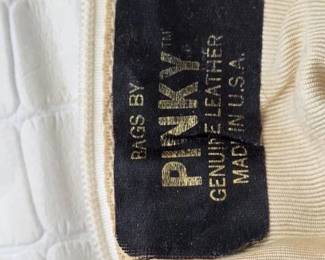 BAGS BY
PINKY™
GENUINE LEATHER
MADE IN U.S.A.